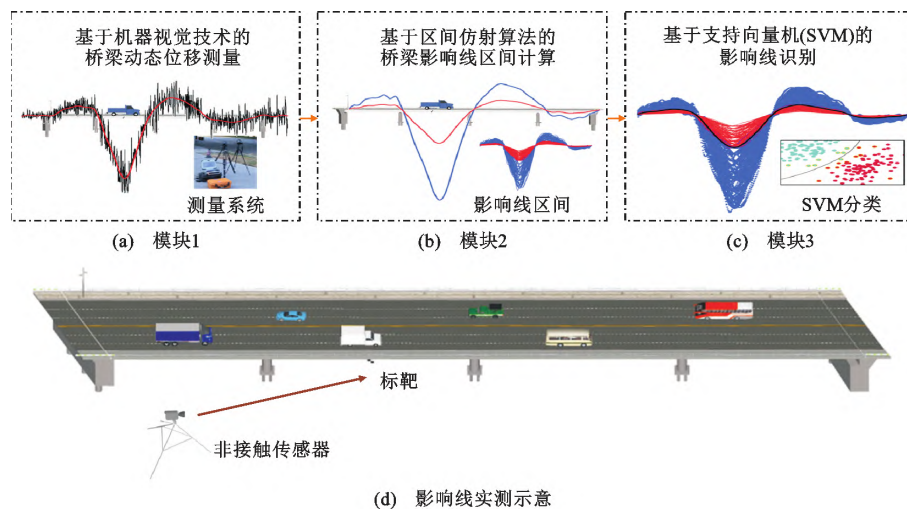 基于机器视觉技术的
桥梁动态位移测量
测量系统
(a) 模块1
基于区间仿射算法的
桥梁影响线区间计算
影响线区间
(b) 模块2
基于支持向量机(SVM)的
影响线识别
SVM分类
(c) 模块3
标靶
非接触传感器
(d) 影响线实测示意